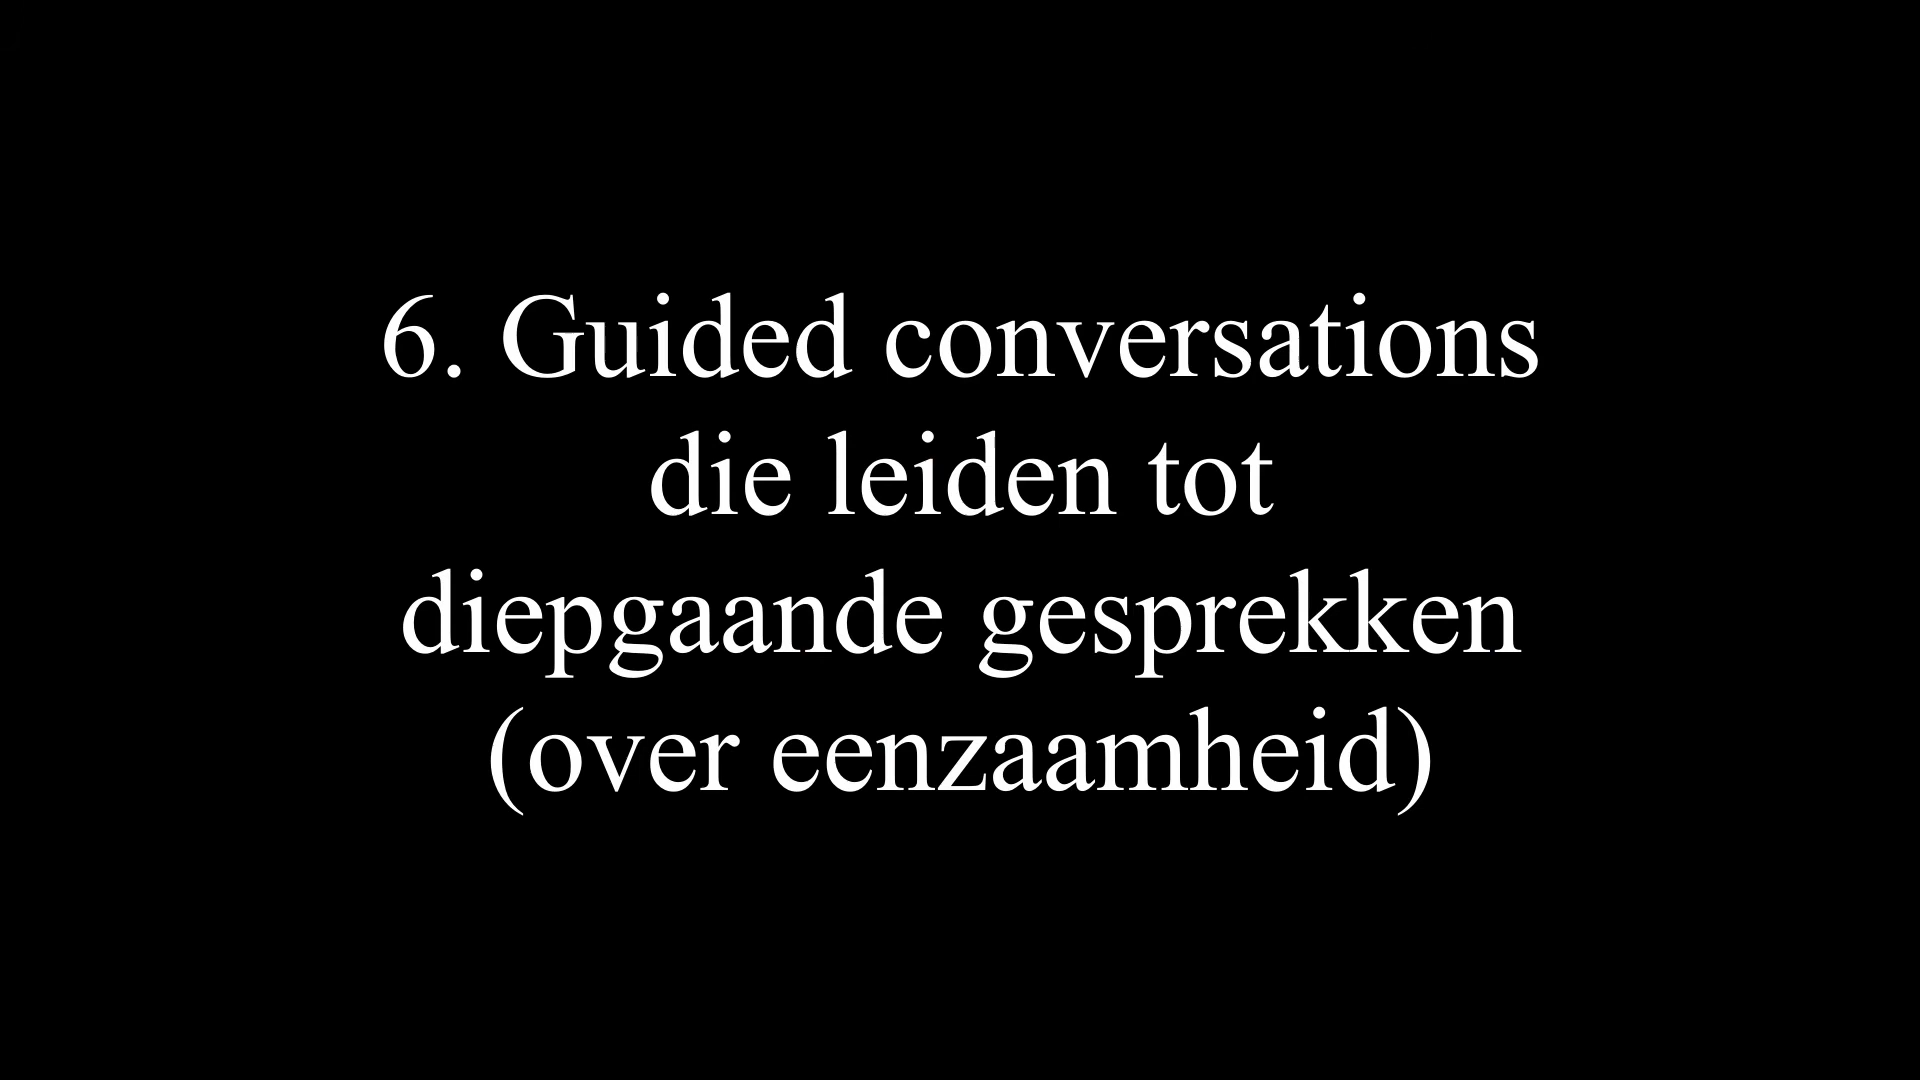 6. Guided conversations
die leiden tot
diepgaande gesprekken
(over eenzaamheid)